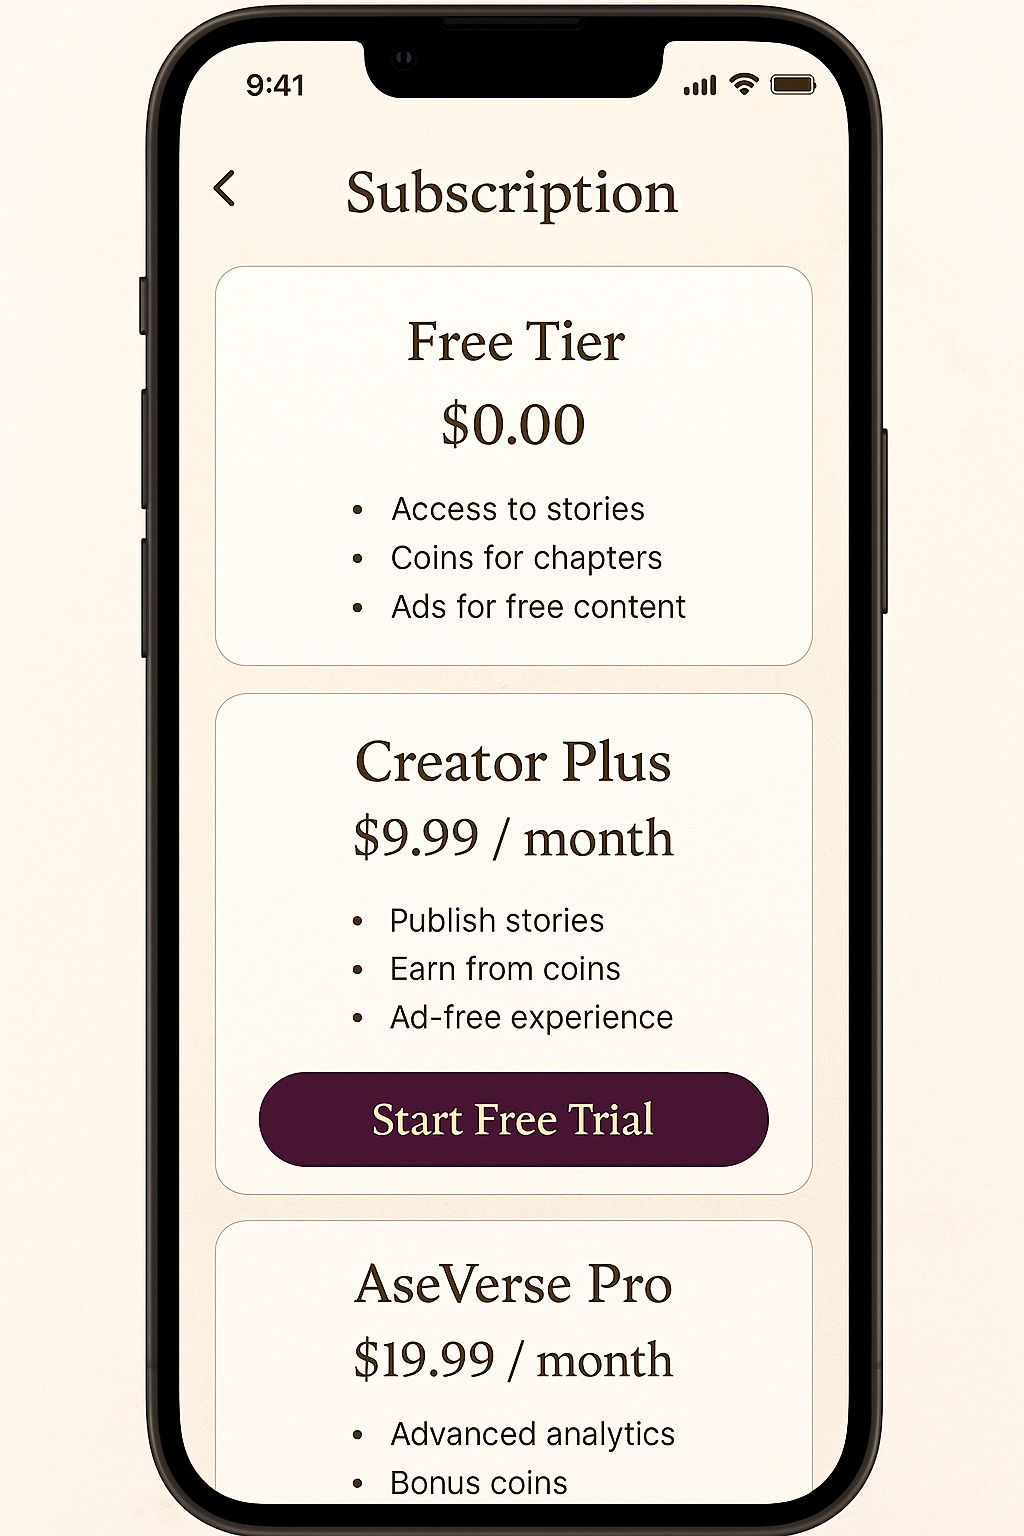 9:41
Subscription
Free Tier
$0.00
• Access to stories
• Coins for chapters
• Ads for free content
Creator Plus
$9.99 / month
• Publish stories
• Earn from coins
• Ad-free experience
Start Free Trial
AseVerse Pro
$19.99 / month
• Advanced analytics
• Bonus coins